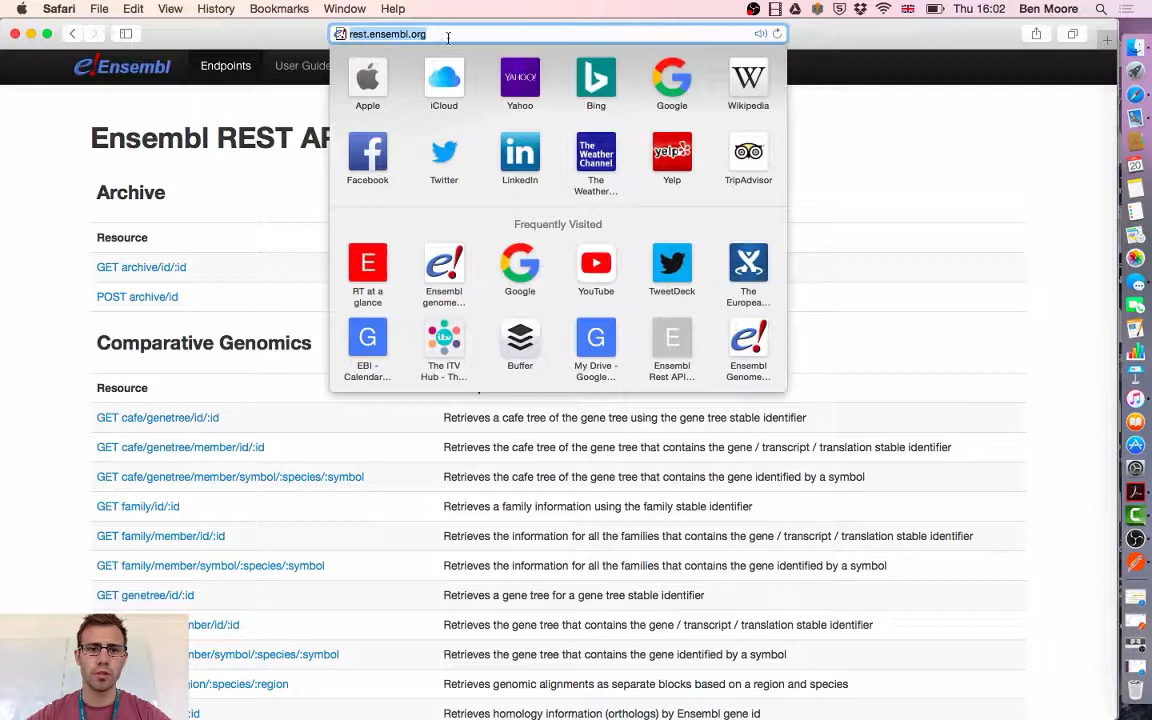 Safari File Edit View History Bookmarks Window Help Thu 16:02 Ben Moore
rest.ensembl.org
e!Ensembl Endpoints User Guide
Apple iCloud Yahoo Bing Google Wikipedia
Facebook Twitter LinkedIn The Weather... Yelp TripAdvisor
Frequently Visited
RT at a glance Ensembl genome... Google YouTube TweetDeck The Europea...
EBI - Calendar... The ITV Hub - Th... Buffer My Drive - Google... Ensembl Rest API... Ensembl Genome...
Ensembl REST AP
Archive
Resource
GET archive/id/:id
POST archive/id
Comparative Genomics
Resource
GET cafe/genetree/id/:id Retrieves a cafe tree of the gene tree using the gene tree stable identifier
GET cafe/genetree/member/id/:id Retrieves the cafe tree of the gene tree that contains the gene / transcript / translation stable identifier
GET cafe/genetree/member/symbol/:species/:symbol Retrieves the cafe tree of the gene tree that contains the gene identified by a symbol
GET family/id/:id Retrieves a family information using the family stable identifier
GET family/member/id/:id Retrieves the information for all the families that contains the gene / transcript / translation stable identifier
GET family/member/symbol/:species/:symbol Retrieves the information for all the families that contains the gene identified by a symbol
GET genetree/id/:id Retrieves a gene tree for a gene tree stable identifier
mber/id/:id Retrieves the gene tree that contains the gene / transcript / translation stable identifier
mber/symbol/:species/:symbol Retrieves the gene tree that contains the gene identified by a symbol
gion/:species/:region Retrieves genomic alignments as separate blocks based on a region and species
:id Retrieves homology information (orthologs) by Ensembl gene id